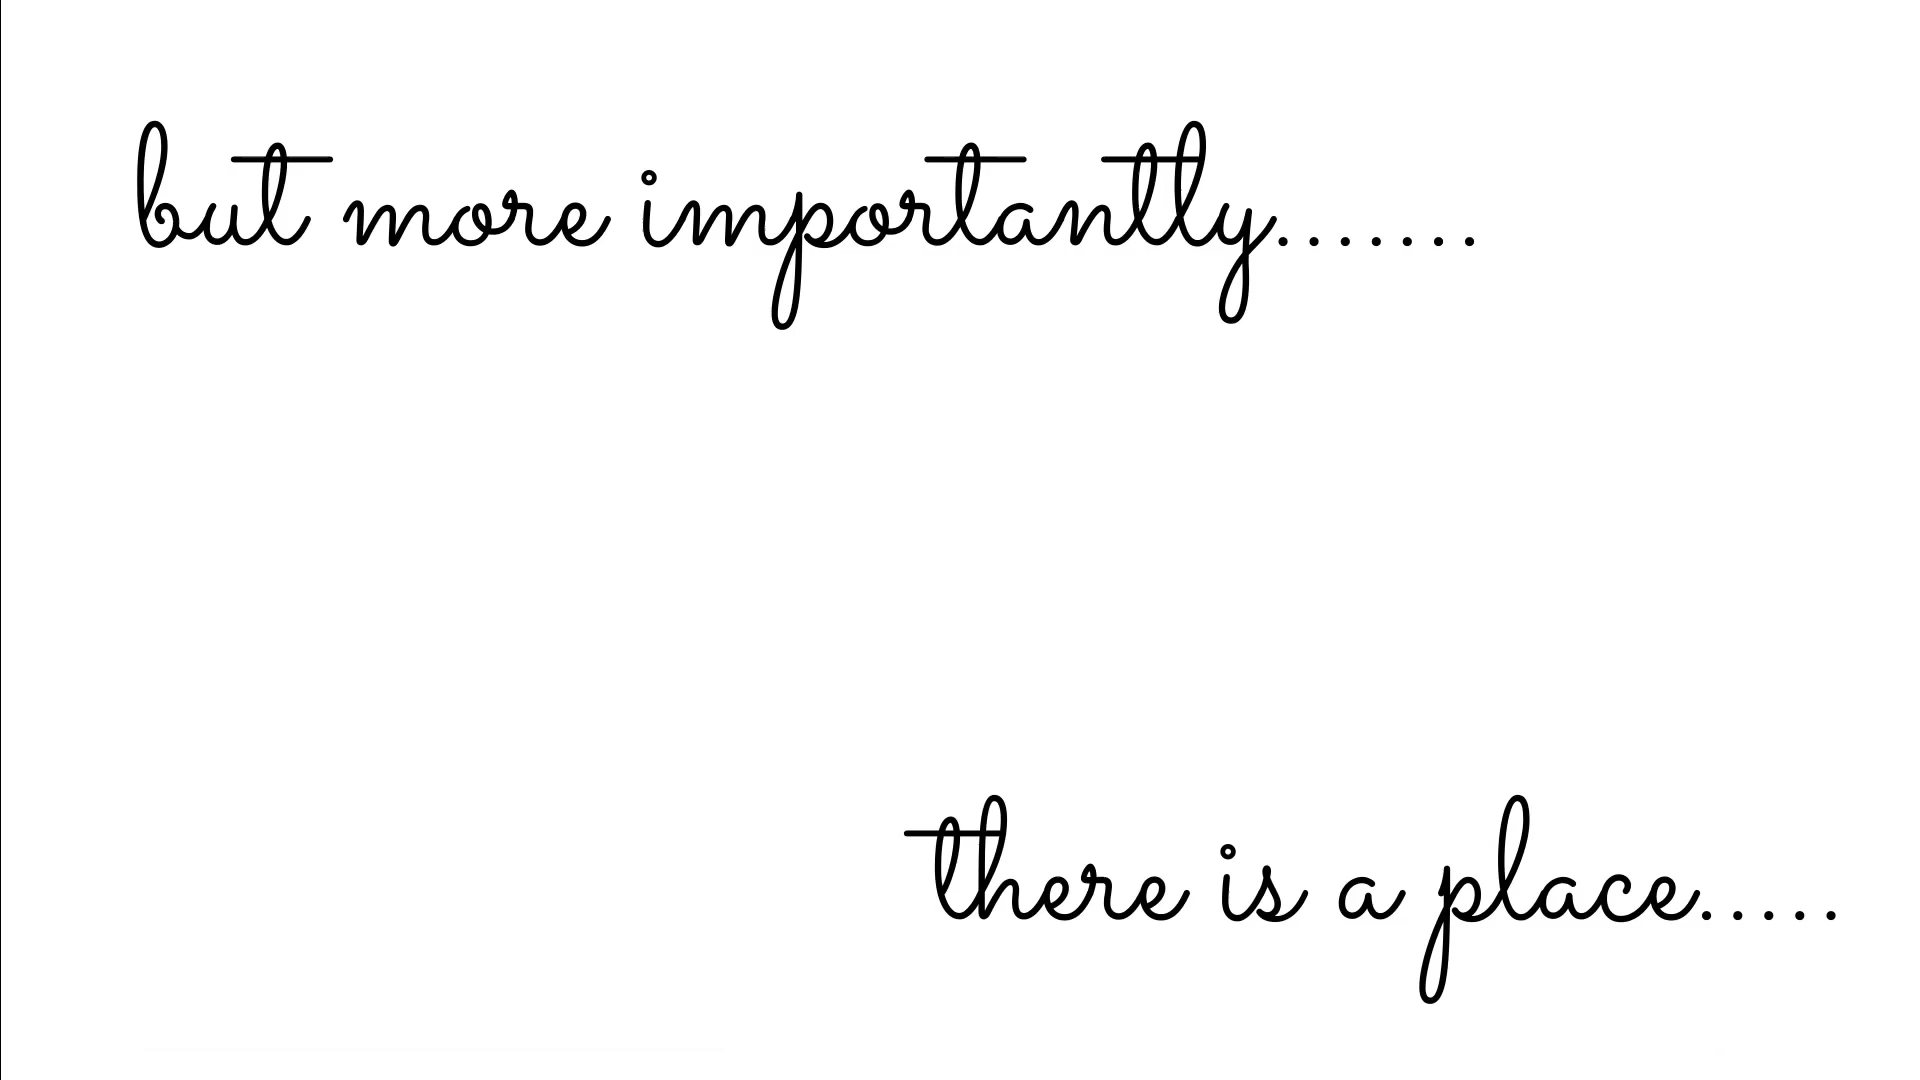 but more importantly.......
there is a place.....